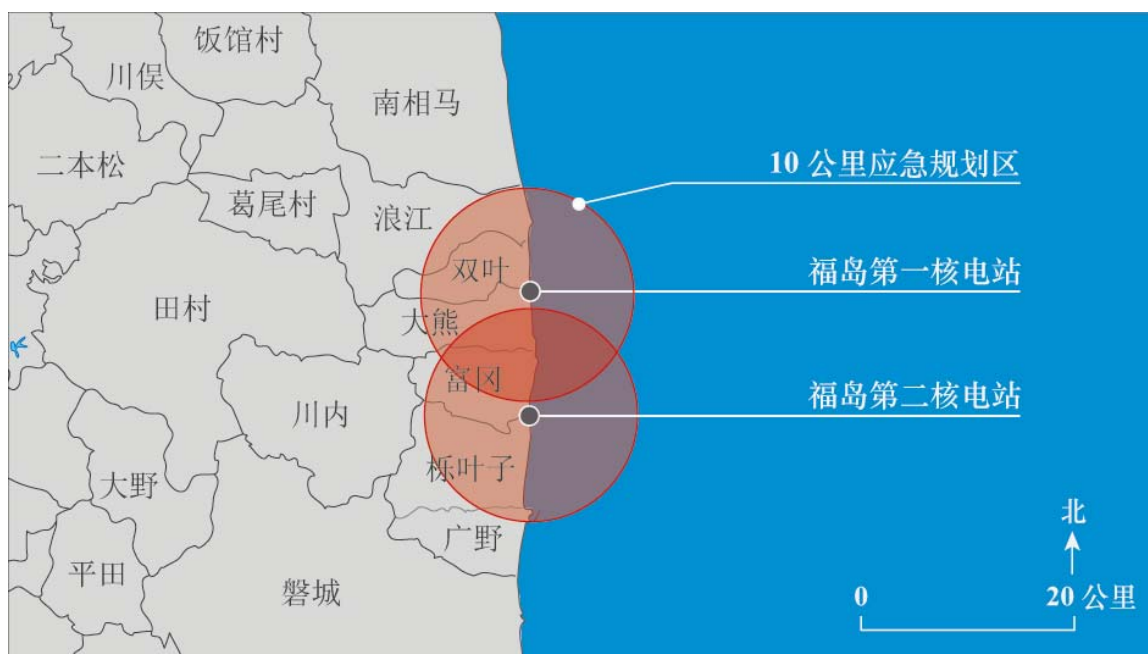 饭馆村
川俣
南相马
二本松
10 公里应急规划区
葛尾村
浪江
双叶
福岛第一核电站
田村
大熊
富冈
福岛第二核电站
川内
栎叶子
大野
北
广野
平田
磐城
0
20 公里